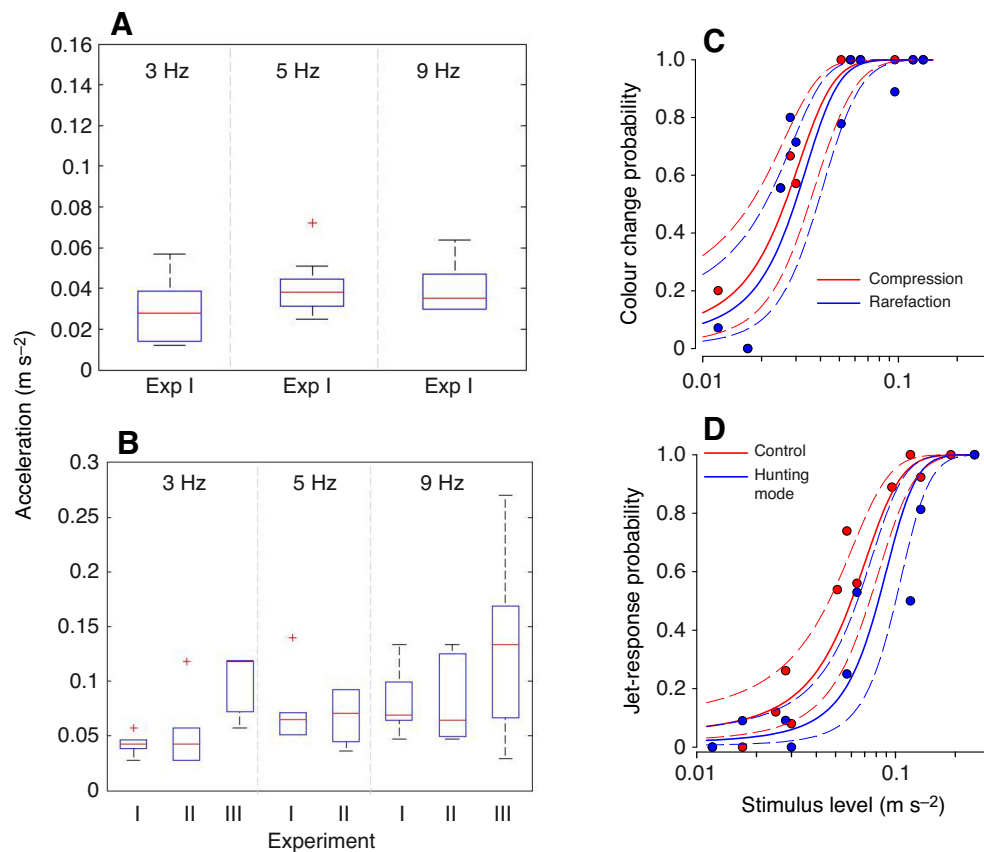 A
0.16
0.14
0.12
0.10
0.08
0.06
0.04
0.02
0
3 Hz 5 Hz 9 Hz
Exp I Exp I Exp I
Acceleration (m s–2)
B
0.3
0.25
0.2
0.15
0.10
0.05
0
3 Hz 5 Hz 9 Hz
I II III I II I II III
Experiment
C
1.0
0.8
0.6
0.4
0.2
0
Colour change probability
Compression
Rarefaction
0.01 0.1
D
1.0
0.8
0.6
0.4
0.2
0
Jet-response probability
Control
Hunting
mode
0.01 0.1
Stimulus level (m s–2)